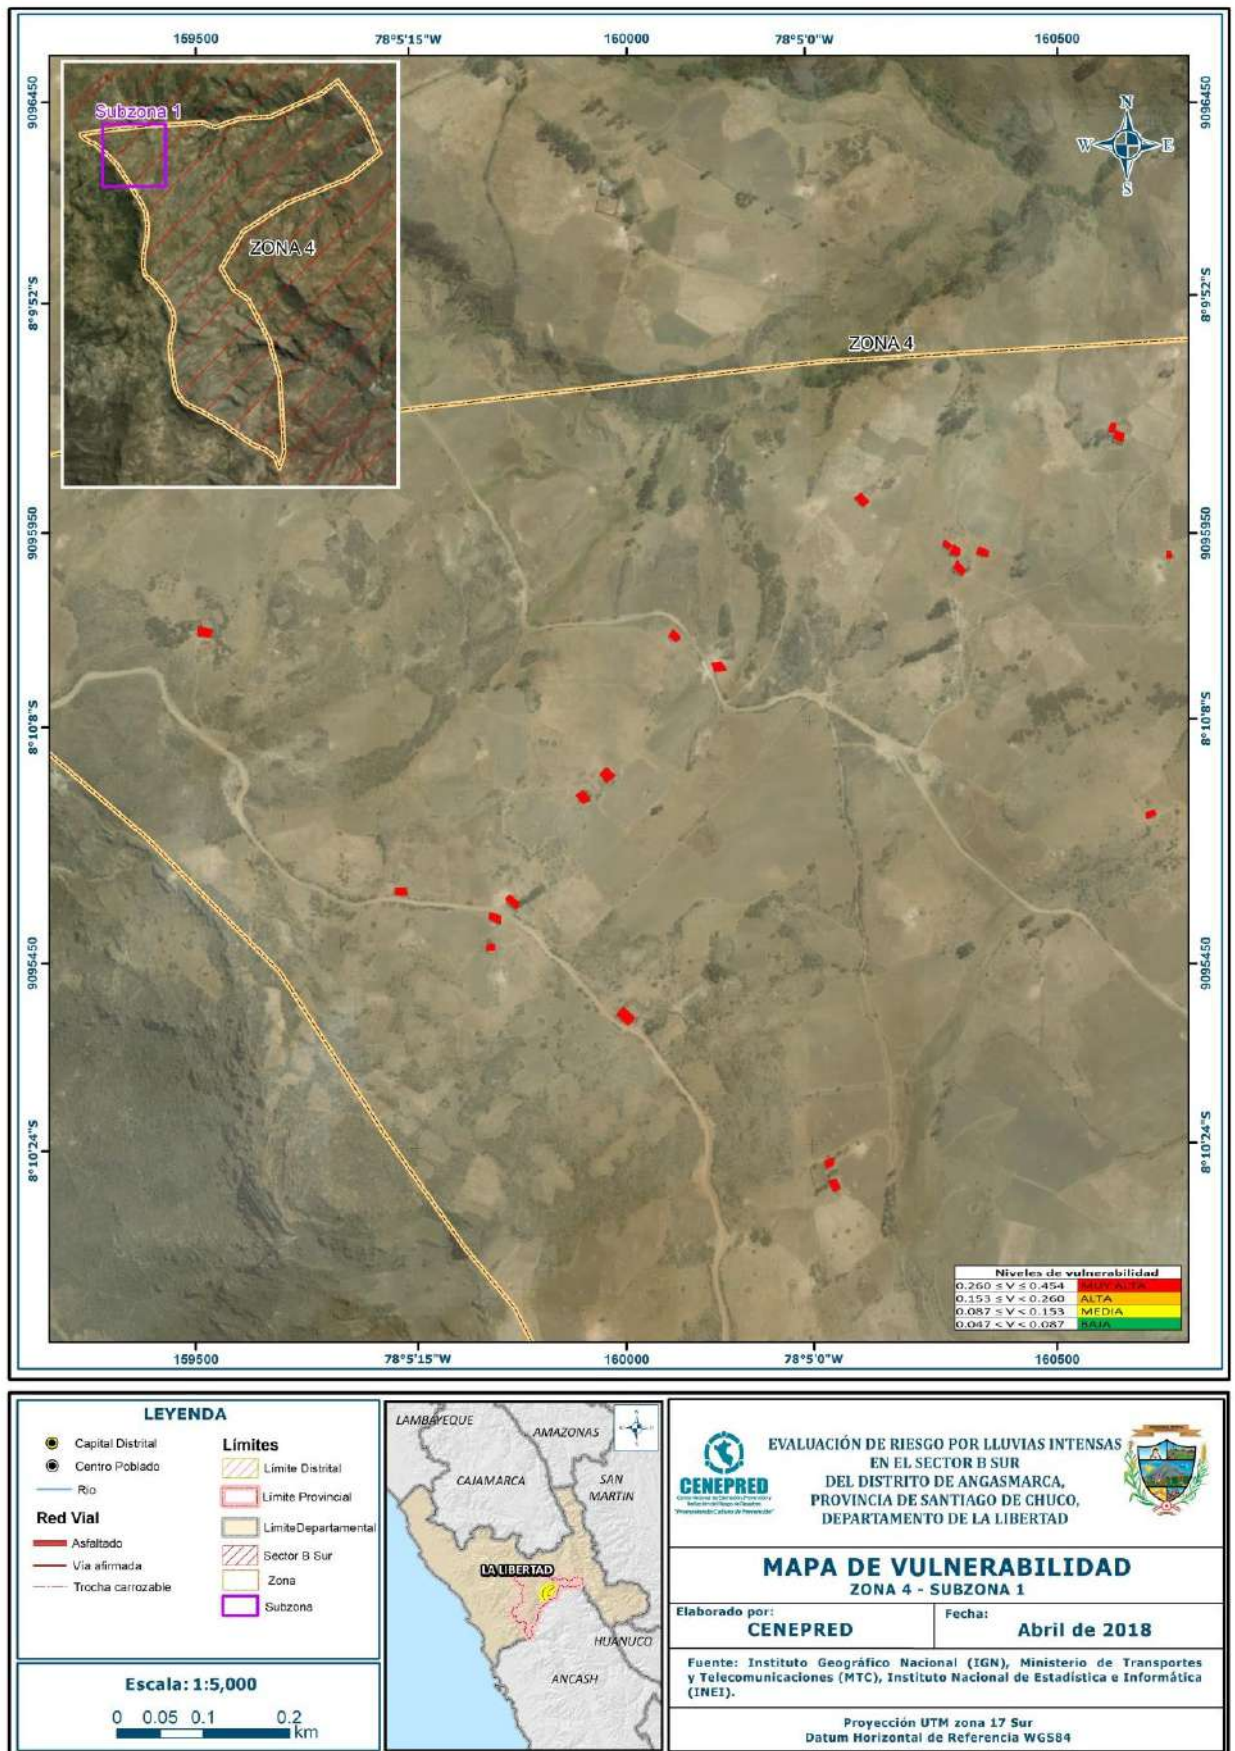 159500 78°5'15"W 160000 78°5'0"W 160500
9096450
8°9'52"S
9095950
8°10'8"S
9095450
8°10'24"S
9096450
8°9'52"S
9095950
8°10'8"S
9095450
8°10'24"S
Subzona 1
ZONA 4
N
W E
S
ZONA 4
Niveles de vulnerabilidad
0.260 ≤ V ≤ 0.454 MUY ALTA
0.153 ≤ V < 0.260 ALTA
0.087 ≤ V < 0.153 MEDIA
0.047 < V < 0.087 BAJA
159500 78°5'15"W 160000 78°5'0"W 160500
LEYENDA
Capital Distrital
Centro Poblado
Rio
Red Vial
Asfaltado
Vía afirmada
Trocha carrozable
Límites
Límite Distrital
Límite Provincial
LímiteDepartamental
Sector B Sur
Zona
Subzona
Escala: 1:5,000
0 0.05 0.1 0.2
km
LAMBAYEQUE
AMAZONAS
CAJAMARCA
SAN
MARTIN
LA LIBERTAD
HUANUCO
ANCASH
CENEPRED
EVALUACIÓN DE RIESGO POR LLUVIAS INTENSAS
EN EL SECTOR B SUR
DEL DISTRITO DE ANGASMARCA,
PROVINCIA DE SANTIAGO DE CHUCO,
DEPARTAMENTO DE LA LIBERTAD
MAPA DE VULNERABILIDAD
ZONA 4 - SUBZONA 1
Elaborado por:
CENEPRED
Fecha:
Abril de 2018
Fuente: Instituto Geográfico Nacional (IGN), Ministerio de Transportes
y Telecomunicaciones (MTC), Instituto Nacional de Estadística e Informática
(INEI).
Proyección UTM zona 17 Sur
Datum Horizontal de Referencia WGS84